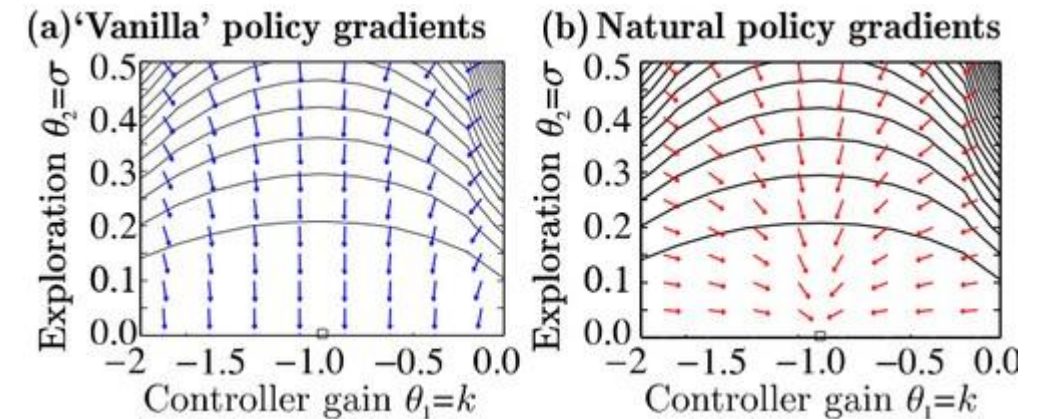 (a)‘Vanilla’ policy gradients
Exploration θ₂=σ
0.5
0.4
0.3
0.2
0.1
0.0
−2 −1.5 −1.0 −0.5 0.0
Controller gain θ₁=k
(b) Natural policy gradients
Exploration θ₂=σ
0.5
0.4
0.3
0.2
0.1
0.0
−2 −1.5 −1.0 −0.5 0.0
Controller gain θ₁=k